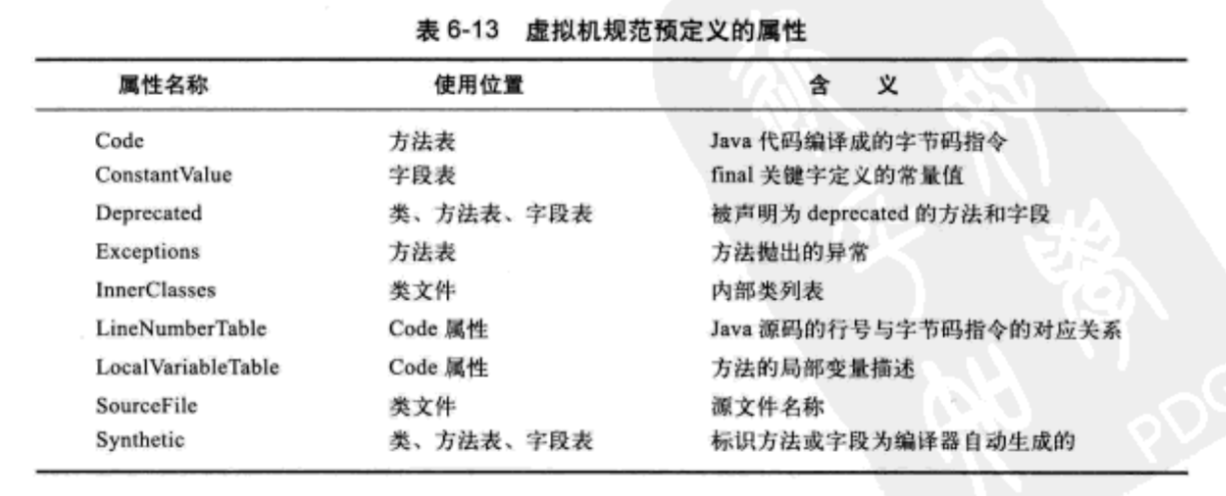 表 6-13 虚拟机规范预定义的属性
属性名称 使用位置 含 义
Code 方法表 Java 代码编译成的字节码指令
ConstantValue 字段表 final 关键字定义的常量值
Deprecated 类、方法表、字段表 被声明为 deprecated 的方法和字段
Exceptions 方法表 方法抛出的异常
InnerClasses 类文件 内部类列表
LineNumberTable Code 属性 Java 源码的行号与字节码指令的对应关系
LocalVariableTable Code 属性 方法的局部变量描述
SourceFile 类文件 源文件名称
Synthetic 类、方法表、字段表 标识方法或字段为编译器自动生成的